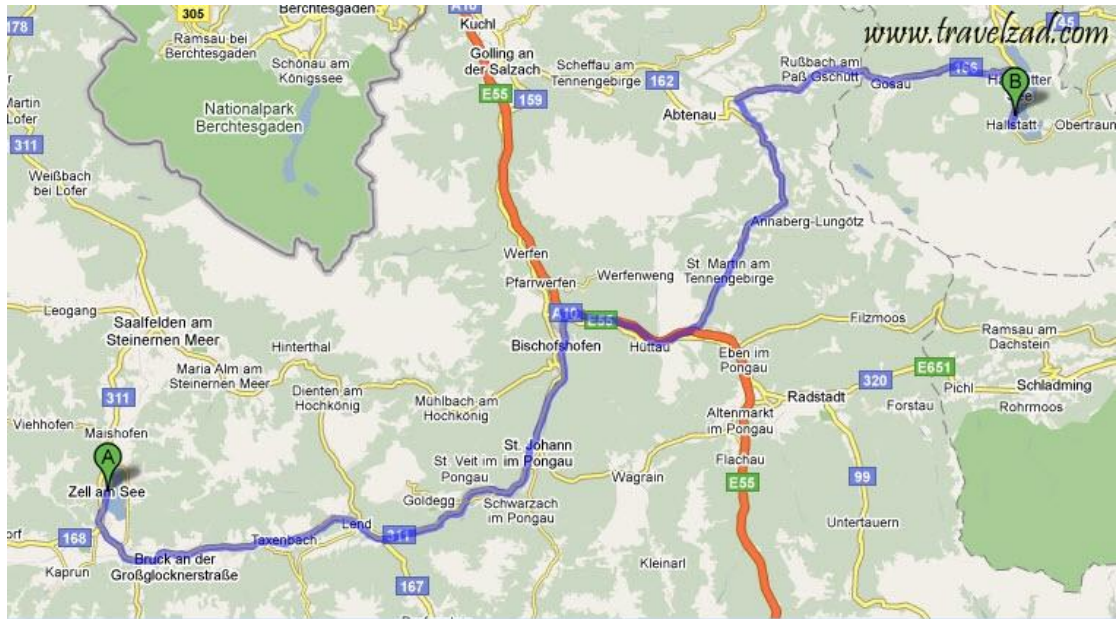 305
Berchtesgaden
A10
Kuchl
www.travelzad.com
178
Ramsau bei
Berchtesgaden
Schönau am
Königssee
Golling an
der Salzach
Scheffau am
Tennengebirge
162
Rußbach am
Paß Gschütt
166
Gosau
B
Hallstatt
Obertraun
Nationalpark
Berchtesgaden
E55
159
Abtenau
Martin
Lofer
311
Weißbach
bei Lofer
Annaberg-Lungötz
Werfen
Pfarrwerfen
Werfenweng
St. Martin am
Tennengebirge
Leogang
Saalfelden am
Steinernen Meer
A10
E55
Bischofshofen
Hüttau
Filzmoos
Ramsau am
Dachstein
Hinterthal
Eben im
Pongau
E651
320
Pichl
Schladming
Maria Alm am
Steinernen Meer
Dienten am
Hochkönig
Mühlbach am
Hochkönig
Radstadt
Forstau
Rohrmoos
311
Viehhofen
Maishofen
Altenmarkt
im Pongau
A
Zell am See
St. Johann
im Pongau
St. Veit im
Pongau
Wagrain
Flachau
E55
99
Goldegg
Schwarzach
im Pongau
Lend
311
Taxenbach
Untertauern
168
Kaprun
Bruck an der
Großglocknerstraße
167
Kleinarl